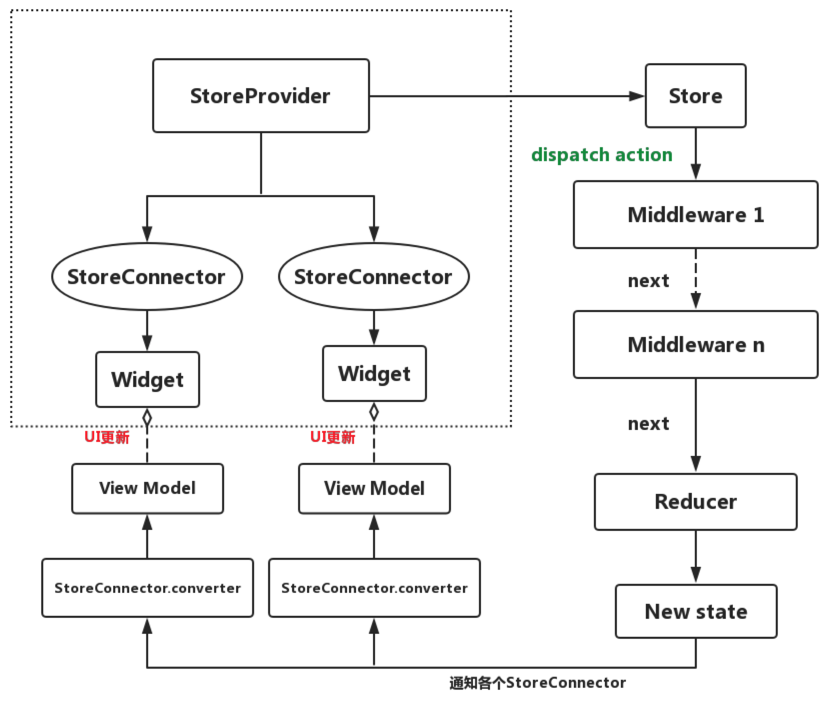 StoreProvider
Store
dispatch action
Middleware 1
StoreConnector
StoreConnector
next
Middleware n
Widget
Widget
next
UI更新
UI更新
View Model
View Model
Reducer
StoreConnector.converter
StoreConnector.converter
New state
通知各个StoreConnector